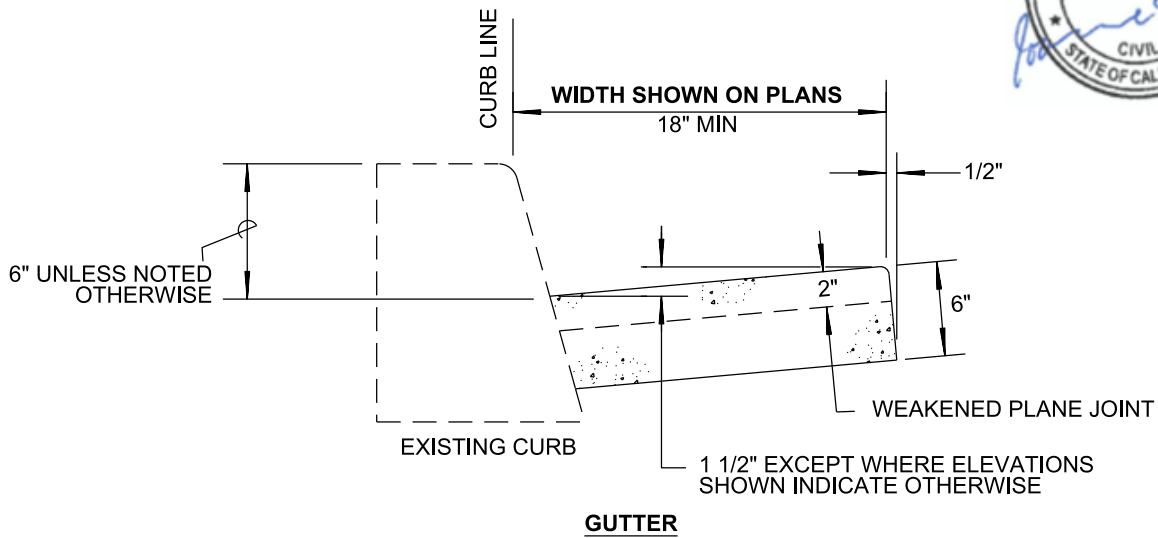 CURB LINE
WIDTH SHOWN ON PLANS
18" MIN
CIVIL
STATE OF CAL
1/2"
6" UNLESS NOTED
OTHERWISE
2"
6"
WEAKENED PLANE JOINT
EXISTING CURB
1 1/2" EXCEPT WHERE ELEVATIONS
SHOWN INDICATE OTHERWISE
GUTTER